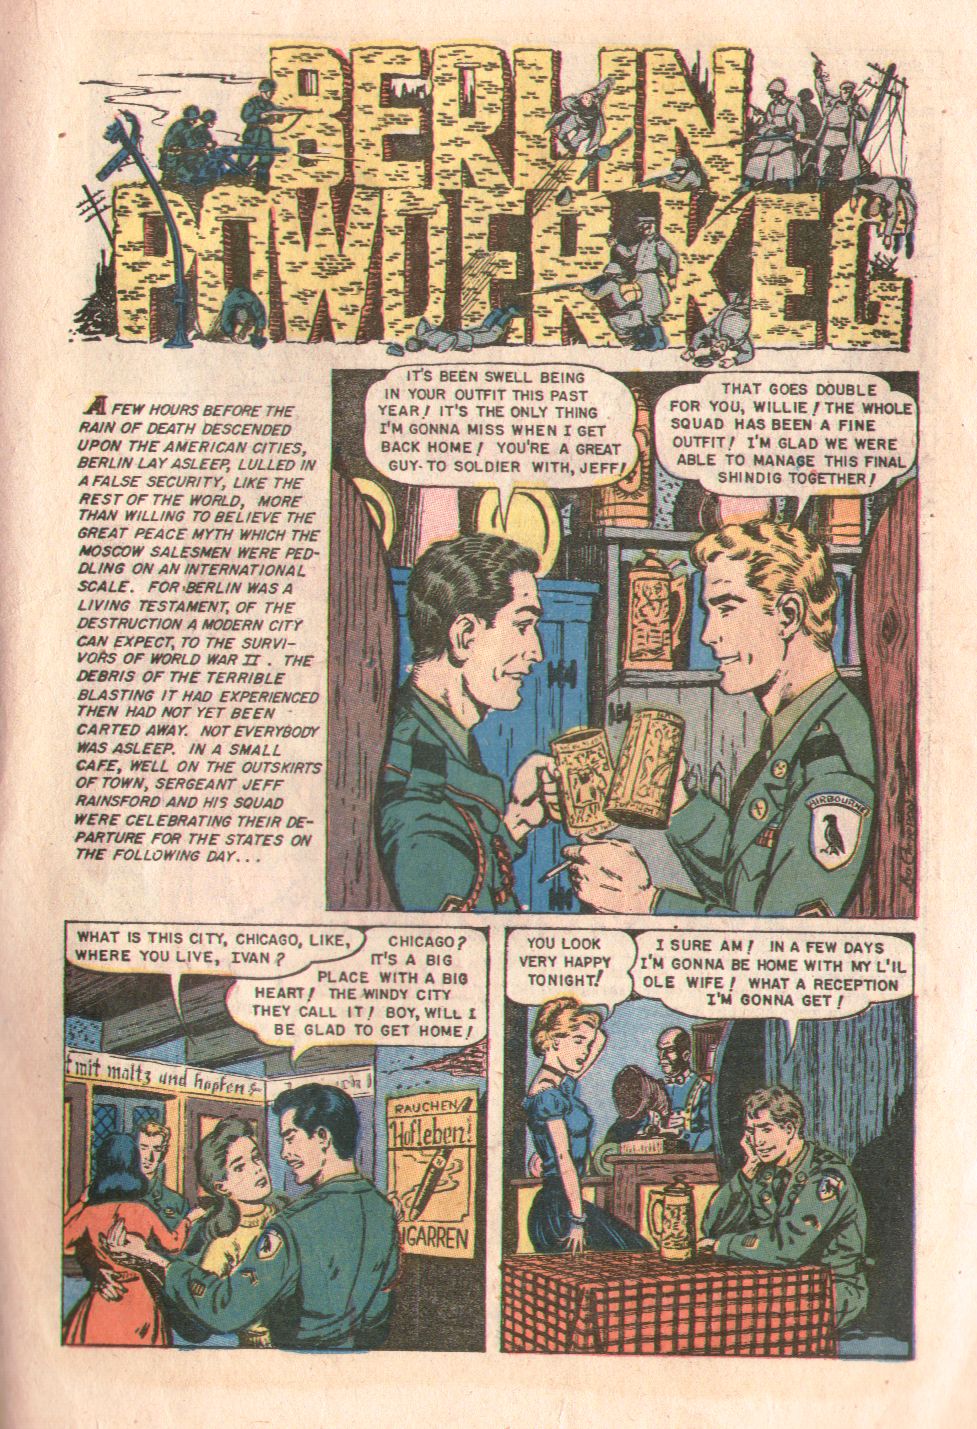 BERLIN
POWDER KEG
A FEW HOURS BEFORE THE
RAIN OF DEATH DESCENDED
UPON THE AMERICAN CITIES,
BERLIN LAY ASLEEP, LULLED IN
A FALSE SECURITY, LIKE THE
REST OF THE WORLD, MORE
THAN WILLING TO BELIEVE THE
GREAT PEACE MYTH WHICH THE
MOSCOW SALESMEN WERE PED-
DLING ON AN INTERNATIONAL
SCALE. FOR BERLIN WAS A
LIVING TESTAMENT, OF THE
DESTRUCTION A MODERN CITY
CAN EXPECT, TO THE SURVI-
VORS OF WORLD WAR II. THE
DEBRIS OF THE TERRIBLE
BLASTING IT HAD EXPERIENCED
THEN HAD NOT YET BEEN
CARTED AWAY. NOT EVERYBODY
WAS ASLEEP. IN A SMALL
CAFE, WELL ON THE OUTSKIRTS
OF TOWN, SERGEANT JEFF
RAINSFORD AND HIS SQUAD
WERE CELEBRATING THEIR DE-
PARTURE FOR THE STATES ON
THE FOLLOWING DAY...
IT'S BEEN SWELL BEING
IN YOUR OUTFIT THIS PAST
YEAR! IT'S THE ONLY THING
I'M GONNA MISS WHEN I GET
BACK HOME! YOU'RE A GREAT
GUY TO SOLDIER WITH, JEFF!
THAT GOES DOUBLE
FOR YOU, WILLIE! THE WHOLE
SQUAD HAS BEEN A FINE
OUTFIT! I'M GLAD WE WERE
ABLE TO MANAGE THIS FINAL
SHINDIG TOGETHER!
AIRBOURNE
WHAT IS THIS CITY, CHICAGO, LIKE,
WHERE YOU LIVE, IVAN?
CHICAGO?
IT'S A BIG
PLACE WITH A BIG
HEART! THE WINDY CITY
THEY CALL IT! BOY, WILL I
BE GLAD TO GET HOME!
mit maltz und hopfen
RAUCHEN
Hofleben!
IGARREN
YOU LOOK
VERY HAPPY
TONIGHT!
I SURE AM! IN A FEW DAYS
I'M GONNA BE HOME WITH MY L'IL
OLE WIFE! WHAT A RECEPTION
I'M GONNA GET!